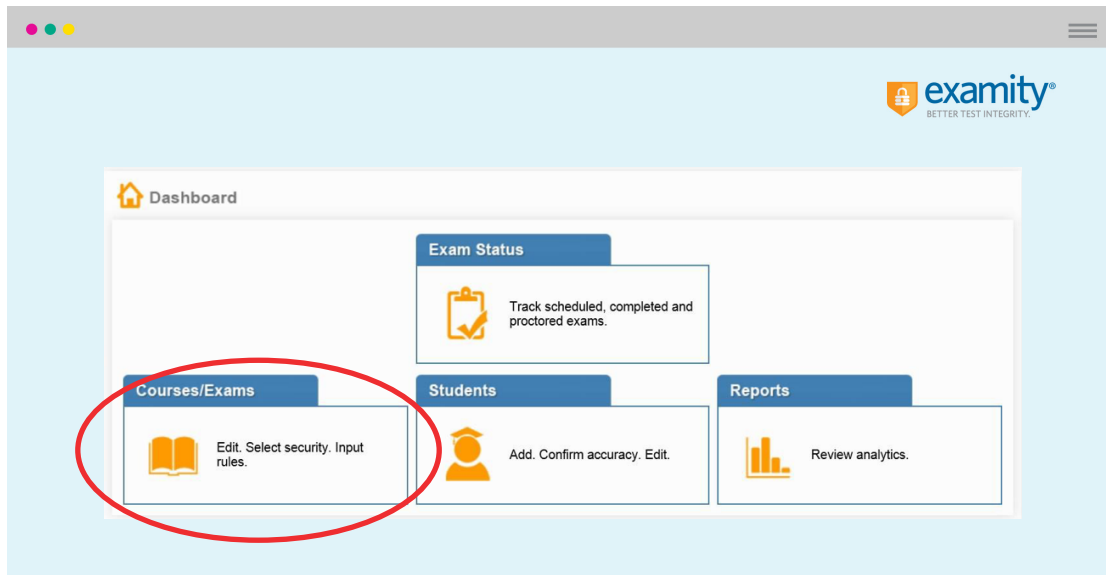 examity®
BETTER TEST INTEGRITY.
Dashboard
Exam Status
Track scheduled, completed and
proctored exams.
Courses/Exams
Edit. Select security. Input
rules.
Students
Add. Confirm accuracy. Edit.
Reports
Review analytics.